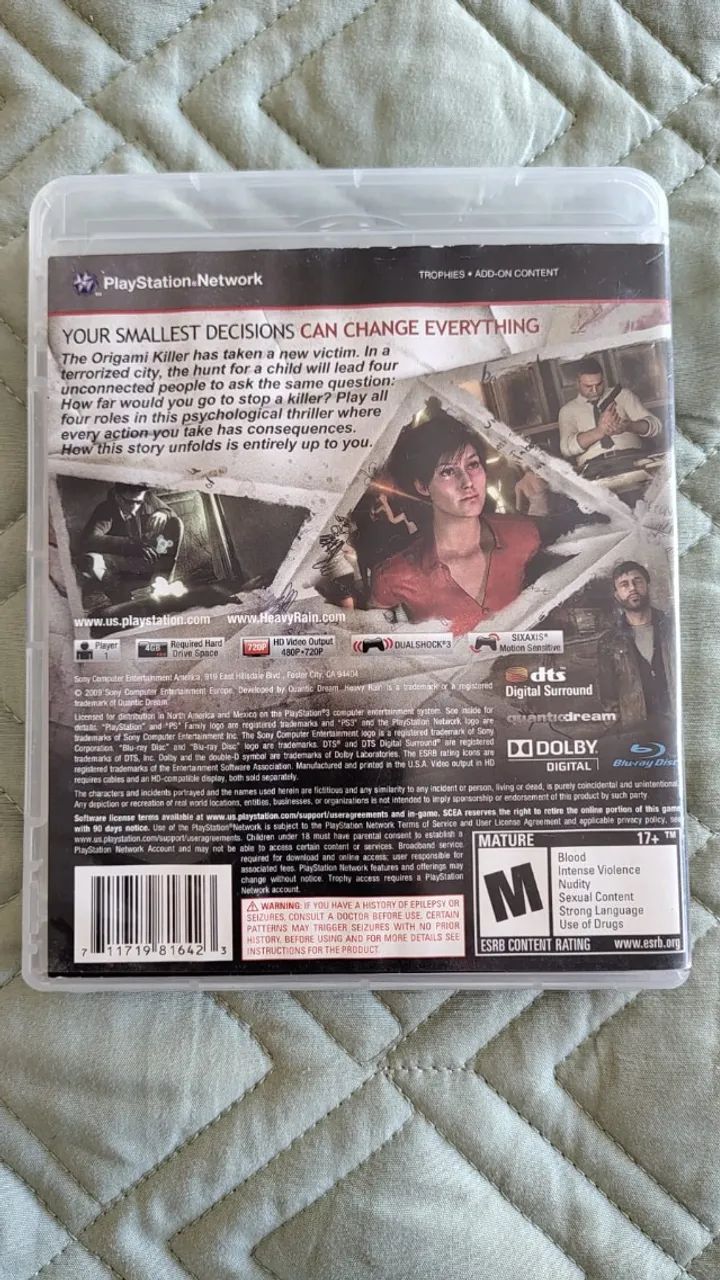 PlayStation®Network
TROPHIES • ADD-ON CONTENT
YOUR SMALLEST DECISIONS CAN CHANGE EVERYTHING
The Origami Killer has taken a new victim. In a
terrorized city, the hunt for a child will lead four
unconnected people to ask the same question:
How far would you go to stop a killer? Play all
four roles in this psychological thriller where
every action you take has consequences.
How this story unfolds is entirely up to you.
www.us.playstation.com www.HeavyRain.com
Player
1
4GB
Required Hard
Drive Space
720P
HD Video Output
480P•720P
DUALSHOCK®3
SIXAXIS®
Motion Sensitive
Sony Computer Entertainment America, 919 East Hillsdale Blvd., Foster City, CA 94404
© 2009 Sony Computer Entertainment Europe. Developed by Quantic Dream. Heavy Rain is a trademark or a registered
trademark of Quantic Dream.
Licensed for distribution in North America and Mexico on the PlayStation®3 computer entertainment system. See inside for
details. "PlayStation" and "PS" Family logo are registered trademarks and "PS3" and the PlayStation Network logo are
trademarks of Sony Computer Entertainment Inc. The Sony Computer Entertainment logo is a registered trademark of Sony
Corporation. "Blu-ray Disc" and "Blu-ray Disc" logo are trademarks. DTS® and DTS Digital Surround® are registered
trademarks of DTS, Inc. Dolby and the double-D symbol are trademarks of Dolby Laboratories. The ESRB rating icons are
registered trademarks of the Entertainment Software Association. Manufactured and printed in the U.S.A. Video output in HD
requires cables and an HD-compatible display, both sold separately.
dts™
Digital Surround
quanticdream
DOLBY
DIGITAL
Blu-ray Disc
The characters and incidents portrayed and the names used herein are fictitious and any similarity to any incident or person, living or dead, is purely coincidental and unintentional.
Any depiction or recreation of real world locations, entities, businesses, or organizations is not intended to imply sponsorship or endorsement of this product by such party.
Software license terms available at www.us.playstation.com/support/useragreements and in-game. SCEA reserves the right to retire the online portion of this game
with 90 days notice. Use of the PlayStation®Network is subject to the PlayStation Network Terms of Service and User License Agreement and applicable privacy policy, see
www.us.playstation.com/support/useragreements. Children under 18 must have parental consent to establish a
PlayStation Network Account and may not be able to access certain content or services. Broadband service
required for download and online access; user responsible for
associated fees. PlayStation Network features and offerings may
change without notice. Trophy access requires a PlayStation
Network account.
7 11719 81642 3
WARNING: IF YOU HAVE A HISTORY OF EPILEPSY OR
SEIZURES, CONSULT A DOCTOR BEFORE USE. CERTAIN
PATTERNS MAY TRIGGER SEIZURES WITH NO PRIOR
HISTORY. BEFORE USING AND FOR MORE DETAILS SEE
INSTRUCTIONS FOR THE PRODUCT.
MATURE 17+ ™
M
Blood
Intense Violence
Nudity
Sexual Content
Strong Language
Use of Drugs
ESRB CONTENT RATING www.esrb.org